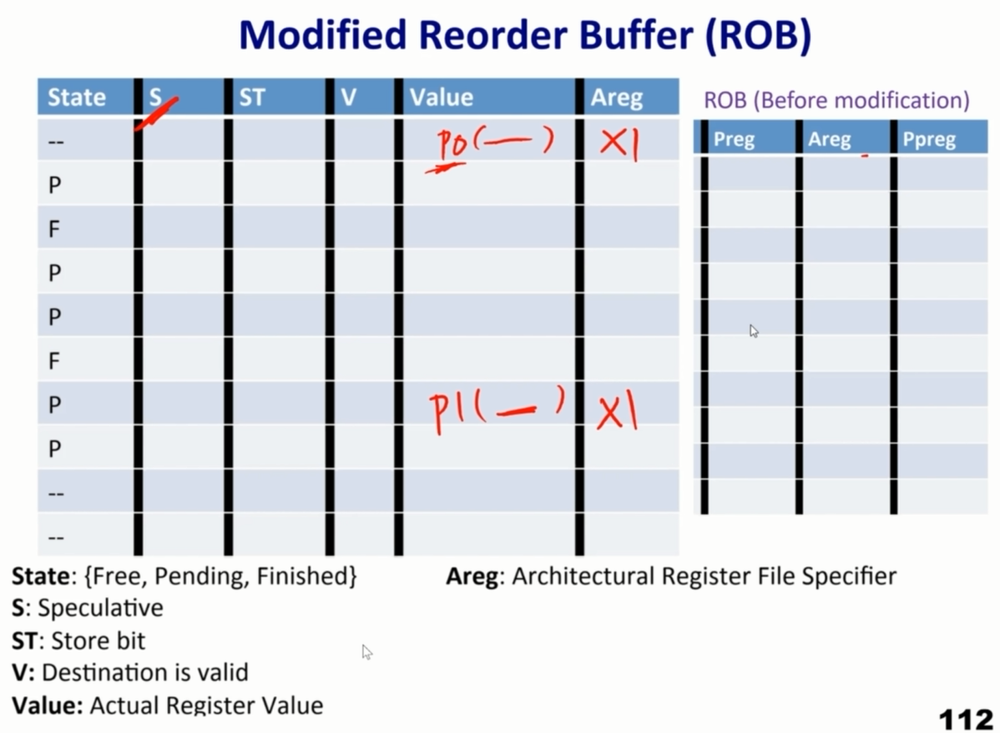 Modified Reorder Buffer (ROB)
State S ST V Value Areg
-- p0(—) X1
P
F
P
P
F
P p1(—) X1
P
--
--
ROB (Before modification)
Preg Areg Ppreg
State: {Free, Pending, Finished}
Areg: Architectural Register File Specifier
S: Speculative
ST: Store bit
V: Destination is valid
Value: Actual Register Value
112